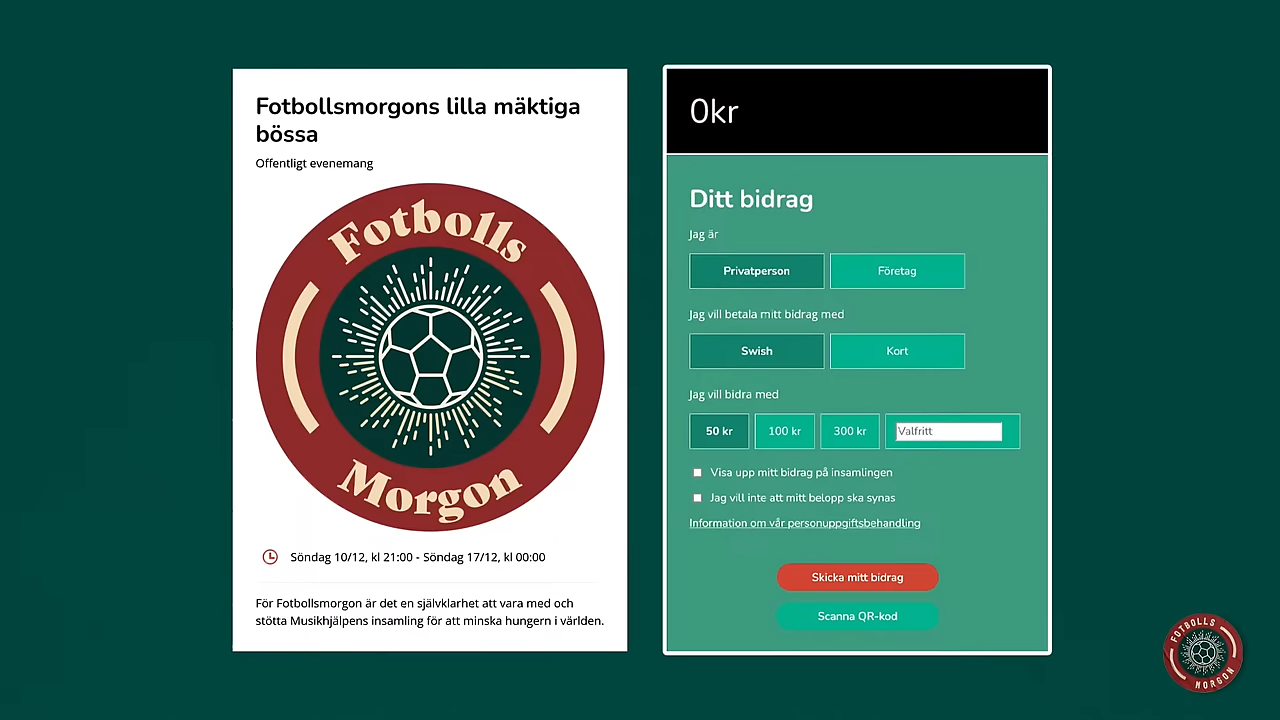 Fotbollsmorgons lilla mäktiga
bössa
Offentligt evenemang
Fotbolls
Morgon
Söndag 10/12, kl 21:00 - Söndag 17/12, kl 00:00
För Fotbollsmorgon är det en självklarhet att vara med och
stötta Musikhjälpens insamling för att minska hungern i världen.
0kr
Ditt bidrag
Jag är
Privatperson
Företag
Jag vill betala mitt bidrag med
Swish
Kort
Jag vill bidra med
50 kr
100 kr
300 kr
Valfritt
Visa upp mitt bidrag på insamlingen
Jag vill inte att mitt belopp ska synas
Information om vår personuppgiftsbehandling
Skicka mitt bidrag
Scanna QR-kod
FOTBOLLS
MORGON